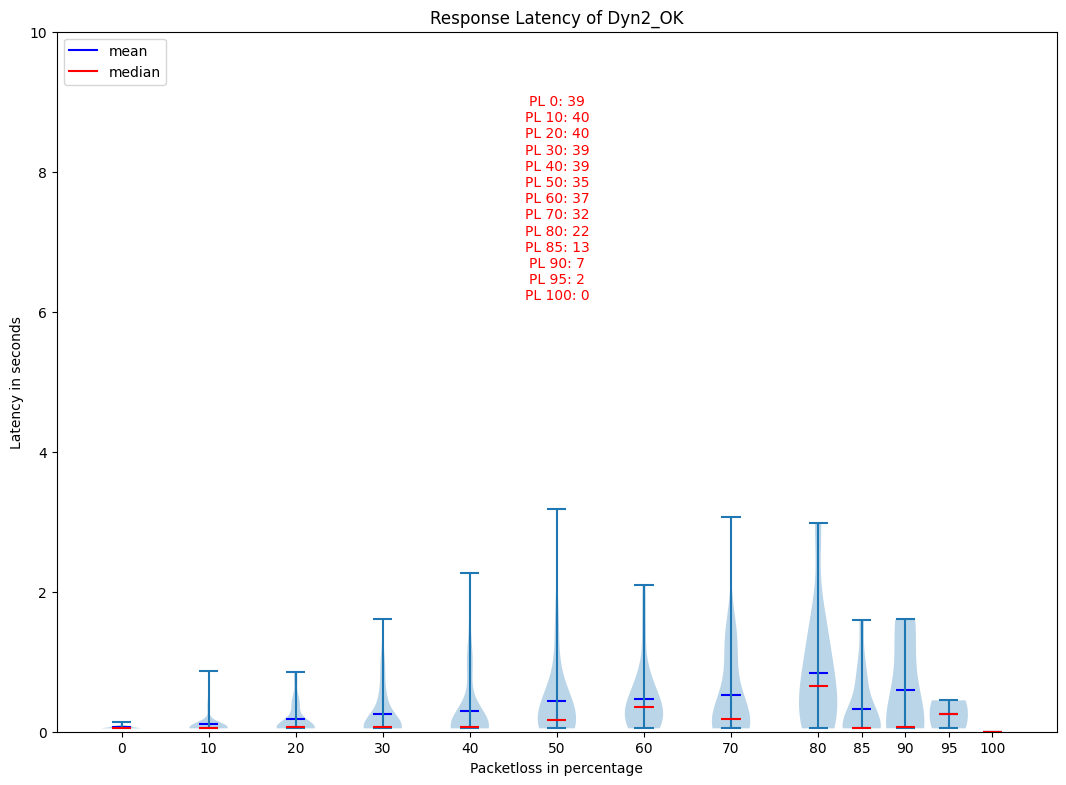 Response Latency of Dyn2_OK
mean
median
PL 0: 39
PL 10: 40
PL 20: 40
PL 30: 39
PL 40: 39
PL 50: 35
PL 60: 37
PL 70: 32
PL 80: 22
PL 85: 13
PL 90: 7
PL 95: 2
PL 100: 0
Latency in seconds
10
8
6
4
2
0
0 10 20 30 40 50 60 70 80 85 90 95 100
Packetloss in percentage